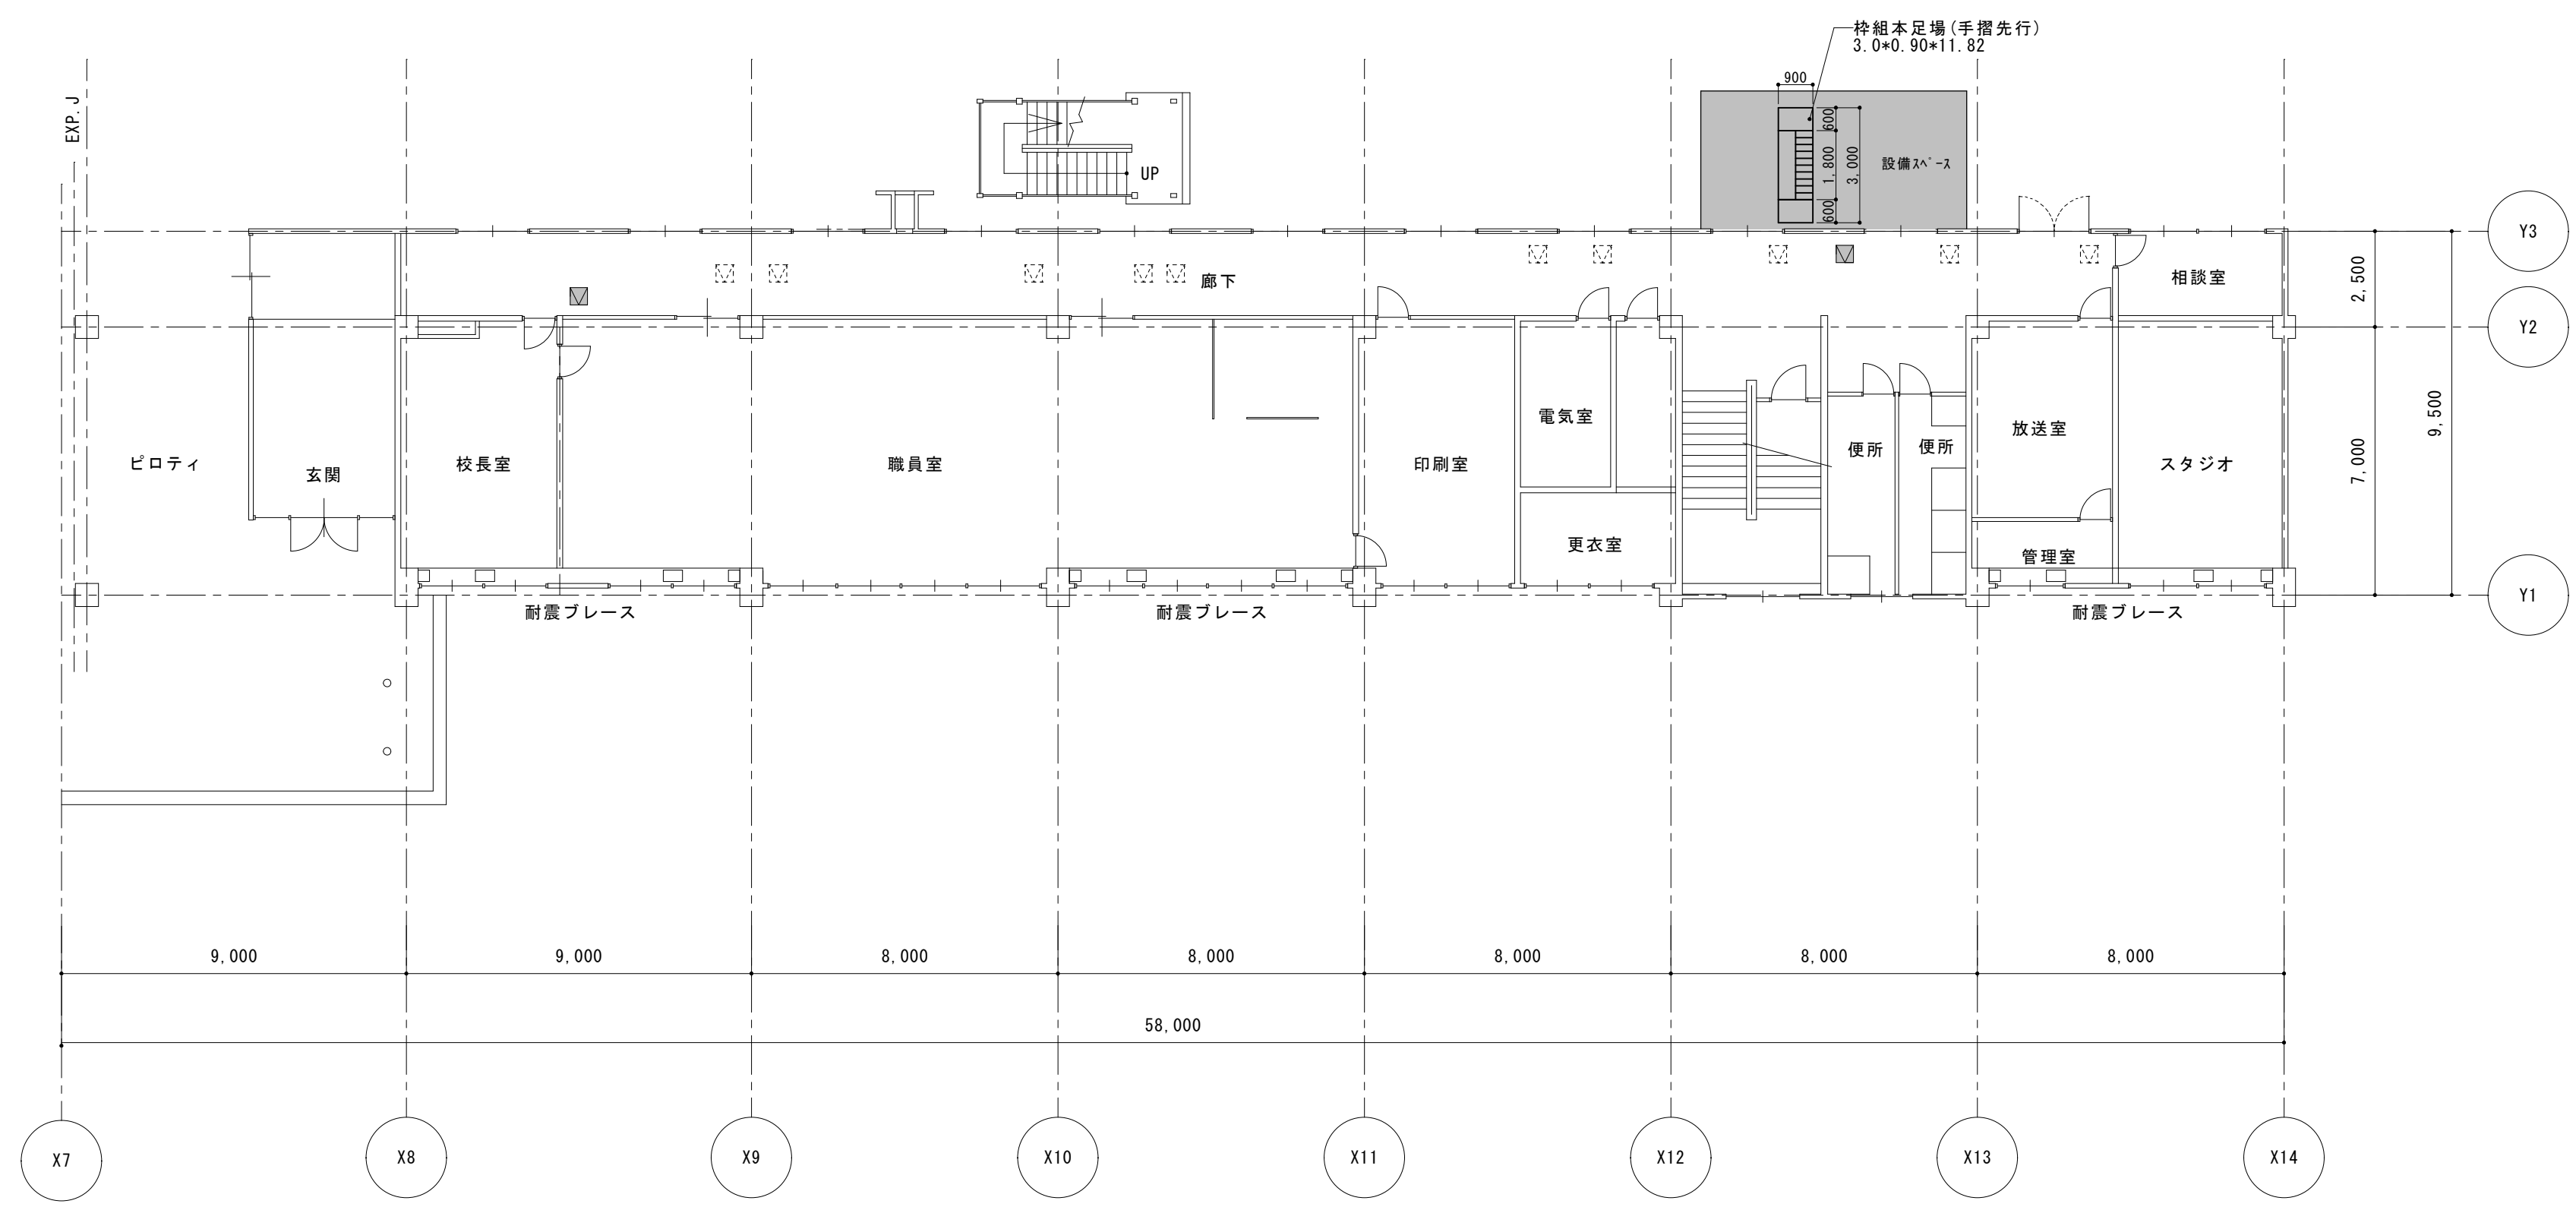 枠組本足場(手摺先行)
3.0*0.90*11.82
900
EXP.J
600
1,800
3,000
600
設備ｽﾍﾟｰｽ
UP
Y3
廊下
相談室
2,500
Y2
電気室
放送室
9,500
ピロティ
玄関
校長室
職員室
印刷室
便所
便所
スタジオ
7,000
更衣室
管理室
Y1
耐震ブレース
耐震ブレース
耐震ブレース
9,000
9,000
8,000
8,000
8,000
8,000
8,000
58,000
X7
X8
X9
X10
X11
X12
X13
X14